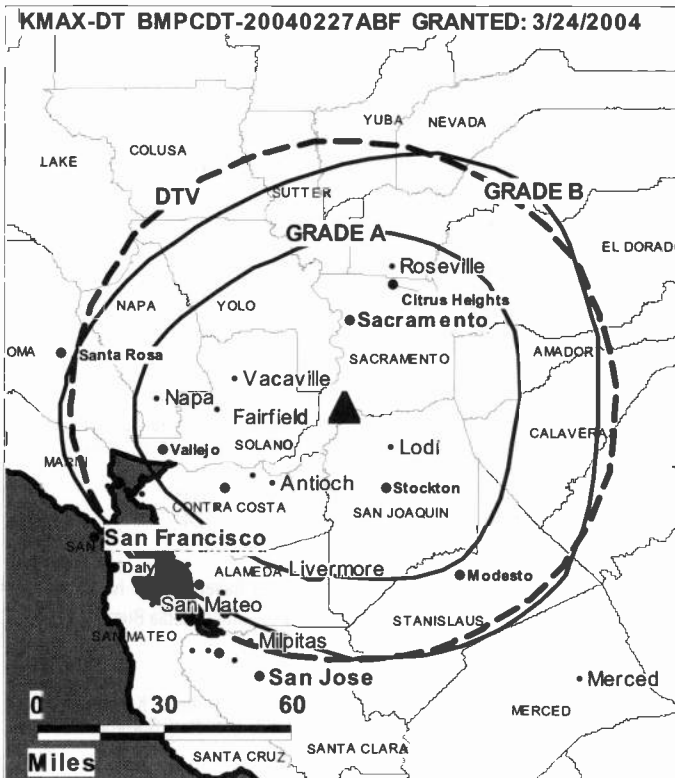 KMAX-DT BMPCDT-20040227ABF GRANTED: 3/24/2004
YUBA
NEVADA
COLUSA
LAKE
DTV
SUTTER
GRADE B
GRADE A
EL DORADO
Roseville
Citrus Heights
NAPA
YOLO
Sacramento
OMA
Santa Rosa
SACRAMENTO
AMADOR
Vacaville
Napa
Fairfield
CALAVERAS
SOLANO
Lodi
Vallejo
MARIN
Antioch
Stockton
CONTRA COSTA
SAN JOAQUIN
San Francisco
SAN
Daly
ALAMEDA
Livermore
Modesto
San Mateo
STANISLAUS
SAN MATEO
Milpitas
San Jose
Merced
0 30 60
MERCED
Miles
SANTA CRUZ
SANTA CLARA